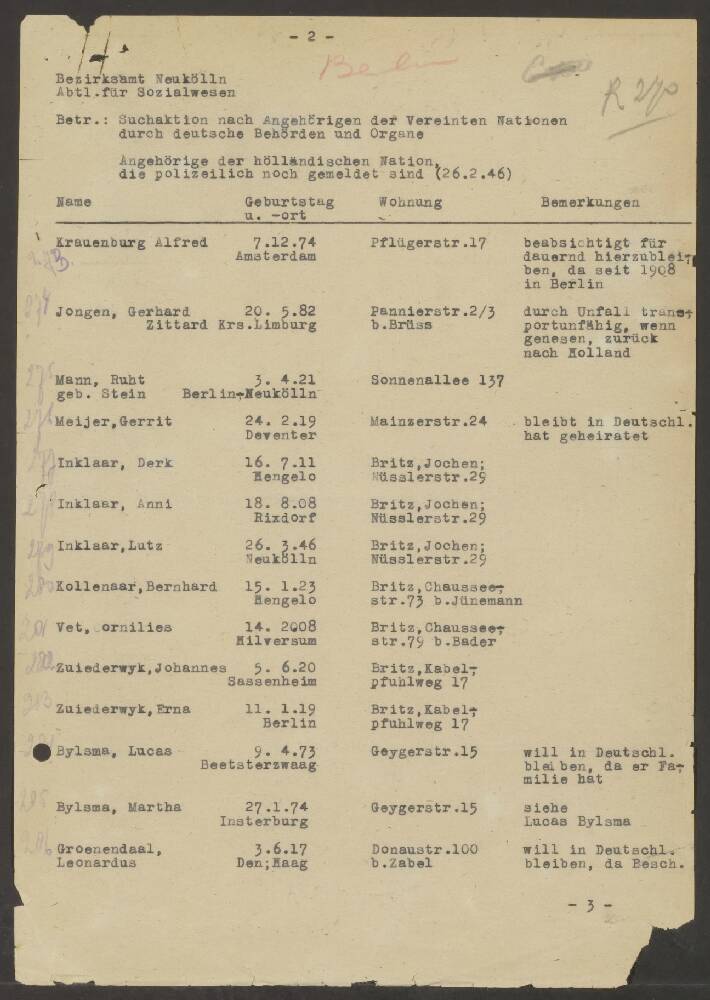 - 2 -
Berlin
R 270
Bezirksamt Neukölln
Abtl.für Sozialwesen
Betr.: Suchaktion nach Angehörigen der Vereinten Nationen
durch deutsche Behörden und Organe
Angehörige der hölländischen Nation,
die polizeilich noch gemeldet sind (26.2.46)
Name Geburtstag Wohnung Bemerkungen
u. -ort
Krauenburg Alfred 7.12.74 Pflügerstr.17 beabsichtigt für
Amsterdam dauernd hierzublei-
ben, da seit 1908
in Berlin
Jongen, Gerhard 20. 5.82 Pannierstr.2/3 durch Unfall trans-
Zittard Krs.Limburg b.Brüss portunfähig, wenn
genesen, zurück
nach Holland
Mann, Ruht 3. 4.21 Sonnenallee 137
geb. Stein Berlin-Neukölln
Meijer,Gerrit 24. 2.19 Mainzerstr.24 bleibt in Deutschl.
Deventer hat geheiratet
Inklaar, Derk 16. 7.11 Britz,Jochen;
Hengelo Nüsslerstr.29
Inklaar, Anni 18. 8.08 Britz,Jochen;
Rixdorf Nüsslerstr.29
Inklaar,Lutz 26. 3.46 Britz,Jochen;
Neukölln Nüsslerstr.29
Kollenaar,Bernhard 15. 1.23 Britz,Chaussee-
Hengelo str.73 b.Jünemann
Vet, ornilies 14. 2008 Britz,Chaussee-
Hilversum str.79 b.Bader
Zuiederwyk,Johannes 5. 6.20 Britz,Kabel-
Sassenheim pfuhlweg 17
Zuiederwyk,Erna 11. 1.19 Britz,Kabel-
Berlin pfuhlweg 17
Bylsma, Lucas 9. 4.73 Geygerstr.15 will in Deutschl.
Beetsterzwaag bleiben, da er Fa-
milie hat
Bylsma, Martha 27.1.74 Geygerstr.15 siehe
Insterburg Lucas Bylsma
Groenendaal, 3.6.17 Donaustr.100 will in Deutschl.
Leonardus Den;Haag b.Zabel bleiben, da Besch.
- 3 -